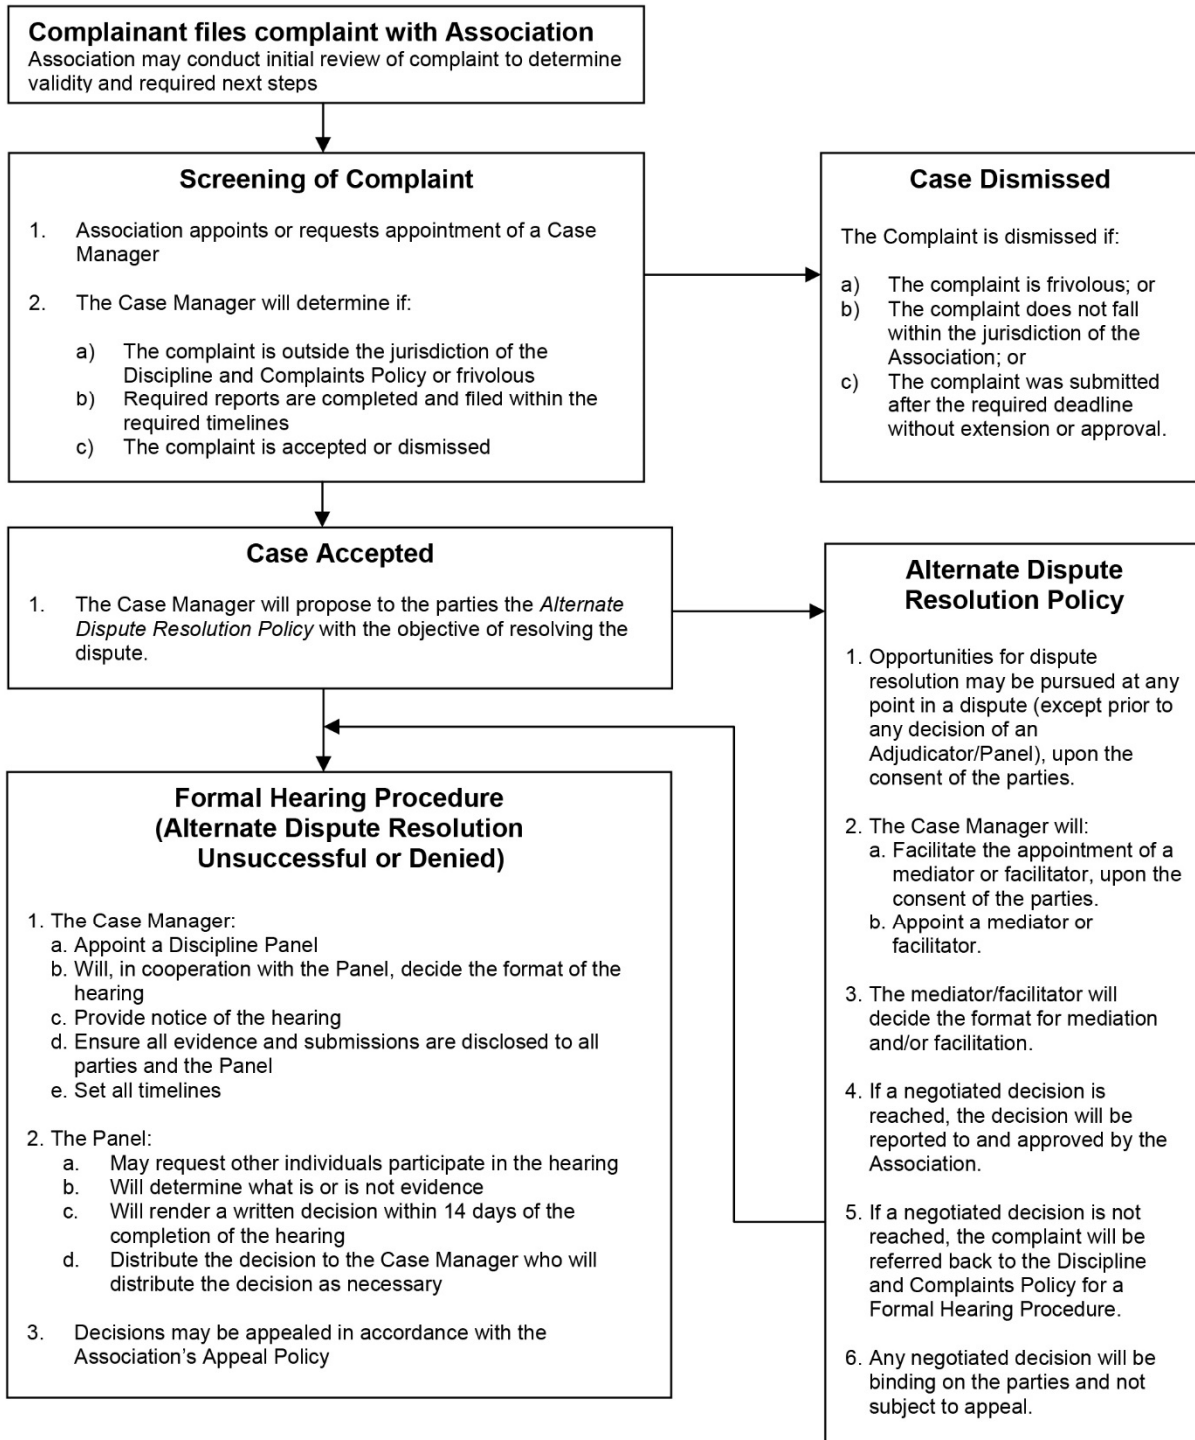 Complainant files complaint with Association
Association may conduct initial review of complaint to determine
validity and required next steps
Screening of Complaint
1. Association appoints or requests appointment of a Case
Manager
2. The Case Manager will determine if:
a) The complaint is outside the jurisdiction of the
Discipline and Complaints Policy or frivolous
b) Required reports are completed and filed within the
required timelines
c) The complaint is accepted or dismissed
Case Dismissed
The Complaint is dismissed if:
a) The complaint is frivolous; or
b) The complaint does not fall
within the jurisdiction of the
Association; or
c) The complaint was submitted
after the required deadline
without extension or approval.
Case Accepted
1. The Case Manager will propose to the parties the Alternate
Dispute Resolution Policy with the objective of resolving the
dispute.
Alternate Dispute
Resolution Policy
1. Opportunities for dispute
resolution may be pursued at any
point in a dispute (except prior to
any decision of an
Adjudicator/Panel), upon the
consent of the parties.
2. The Case Manager will:
a. Facilitate the appointment of a
mediator or facilitator, upon the
consent of the parties.
b. Appoint a mediator or
facilitator.
3. The mediator/facilitator will
decide the format for mediation
and/or facilitation.
4. If a negotiated decision is
reached, the decision will be
reported to and approved by the
Association.
5. If a negotiated decision is not
reached, the complaint will be
referred back to the Discipline
and Complaints Policy for a
Formal Hearing Procedure.
6. Any negotiated decision will be
binding on the parties and not
subject to appeal.
Formal Hearing Procedure
(Alternate Dispute Resolution
Unsuccessful or Denied)
1. The Case Manager:
a. Appoint a Discipline Panel
b. Will, in cooperation with the Panel, decide the format of the
hearing
c. Provide notice of the hearing
d. Ensure all evidence and submissions are disclosed to all
parties and the Panel
e. Set all timelines
2. The Panel:
a. May request other individuals participate in the hearing
b. Will determine what is or is not evidence
c. Will render a written decision within 14 days of the
completion of the hearing
d. Distribute the decision to the Case Manager who will
distribute the decision as necessary
3. Decisions may be appealed in accordance with the
Association's Appeal Policy